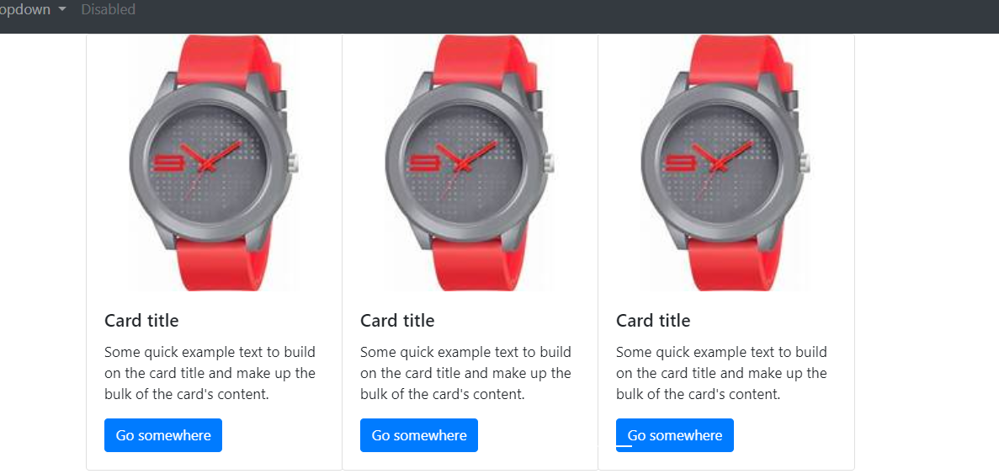 opdown Disabled
Card title
Some quick example text to build
on the card title and make up the
bulk of the card's content.
Go somewhere
Card title
Some quick example text to build
on the card title and make up the
bulk of the card's content.
Go somewhere
Card title
Some quick example text to build
on the card title and make up the
bulk of the card's content.
Go somewhere